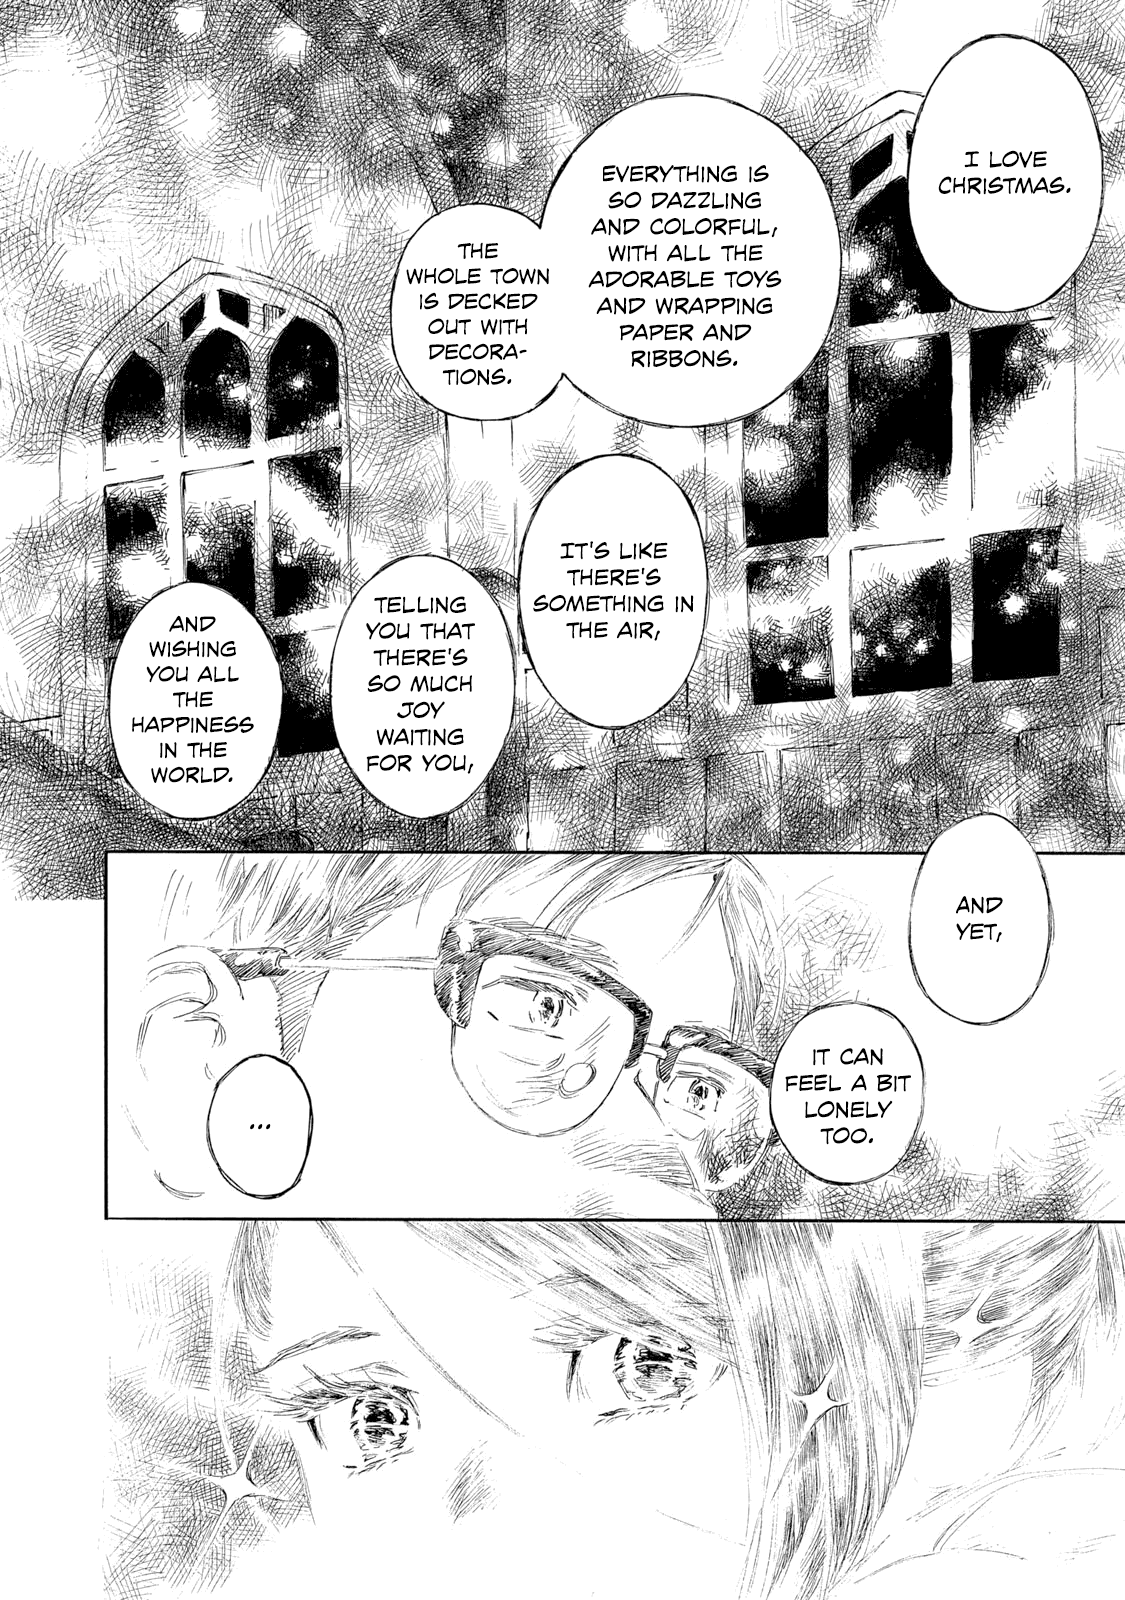 I LOVE
CHRISTMAS.
EVERYTHING IS
SO DAZZLING
AND COLORFUL,
WITH ALL THE
ADORABLE TOYS
AND WRAPPING
PAPER AND
RIBBONS.
THE
WHOLE TOWN
IS DECKED
OUT WITH
DECORA-
TIONS.
IT'S LIKE
THERE'S
SOMETHING IN
THE AIR,
TELLING
YOU THAT
THERE'S
SO MUCH
JOY
WAITING
FOR YOU,
AND
WISHING
YOU ALL
THE
HAPPINESS
IN THE
WORLD.
AND
YET,
IT CAN
FEEL A BIT
LONELY
TOO.
...